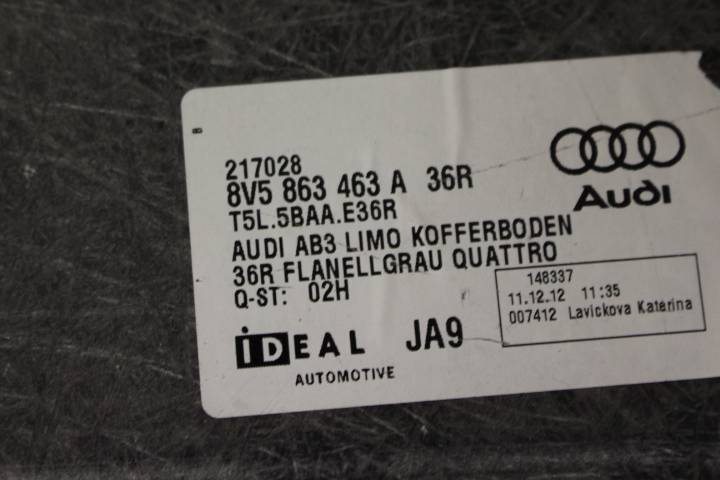 217028
8V5 863 463 A 36R
T5L.5BAA.E36R
AUDI AB3 LIMO KOFFERBODEN
36R FLANELLGRAU QUATTRO
Q-ST: 02H
iDEAL JA9
AUTOMOTIVE
Audi
148337
11.12.12 11:35
007412 Lavickova Katerina